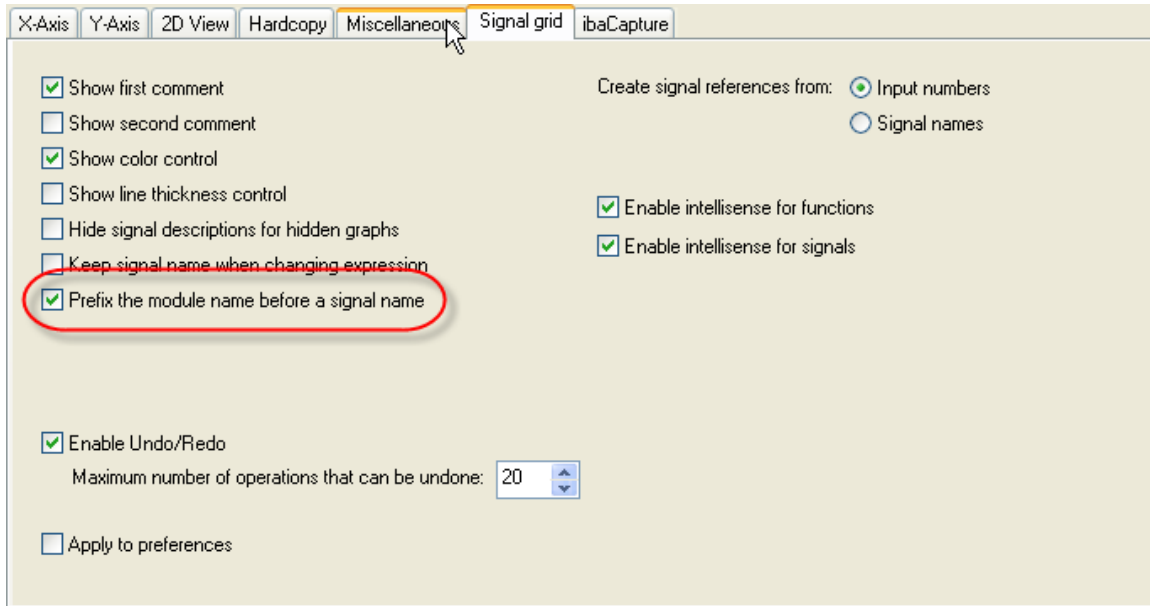 X-Axis Y-Axis 2D View Hardcopy Miscellaneous Signal grid ibaCapture
Show first comment
Show second comment
Show color control
Show line thickness control
Hide signal descriptions for hidden graphs
Keep signal name when changing expression
Prefix the module name before a signal name
Create signal references from: Input numbers
Signal names
Enable intellisense for functions
Enable intellisense for signals
Enable Undo/Redo
Maximum number of operations that can be undone: 20
Apply to preferences